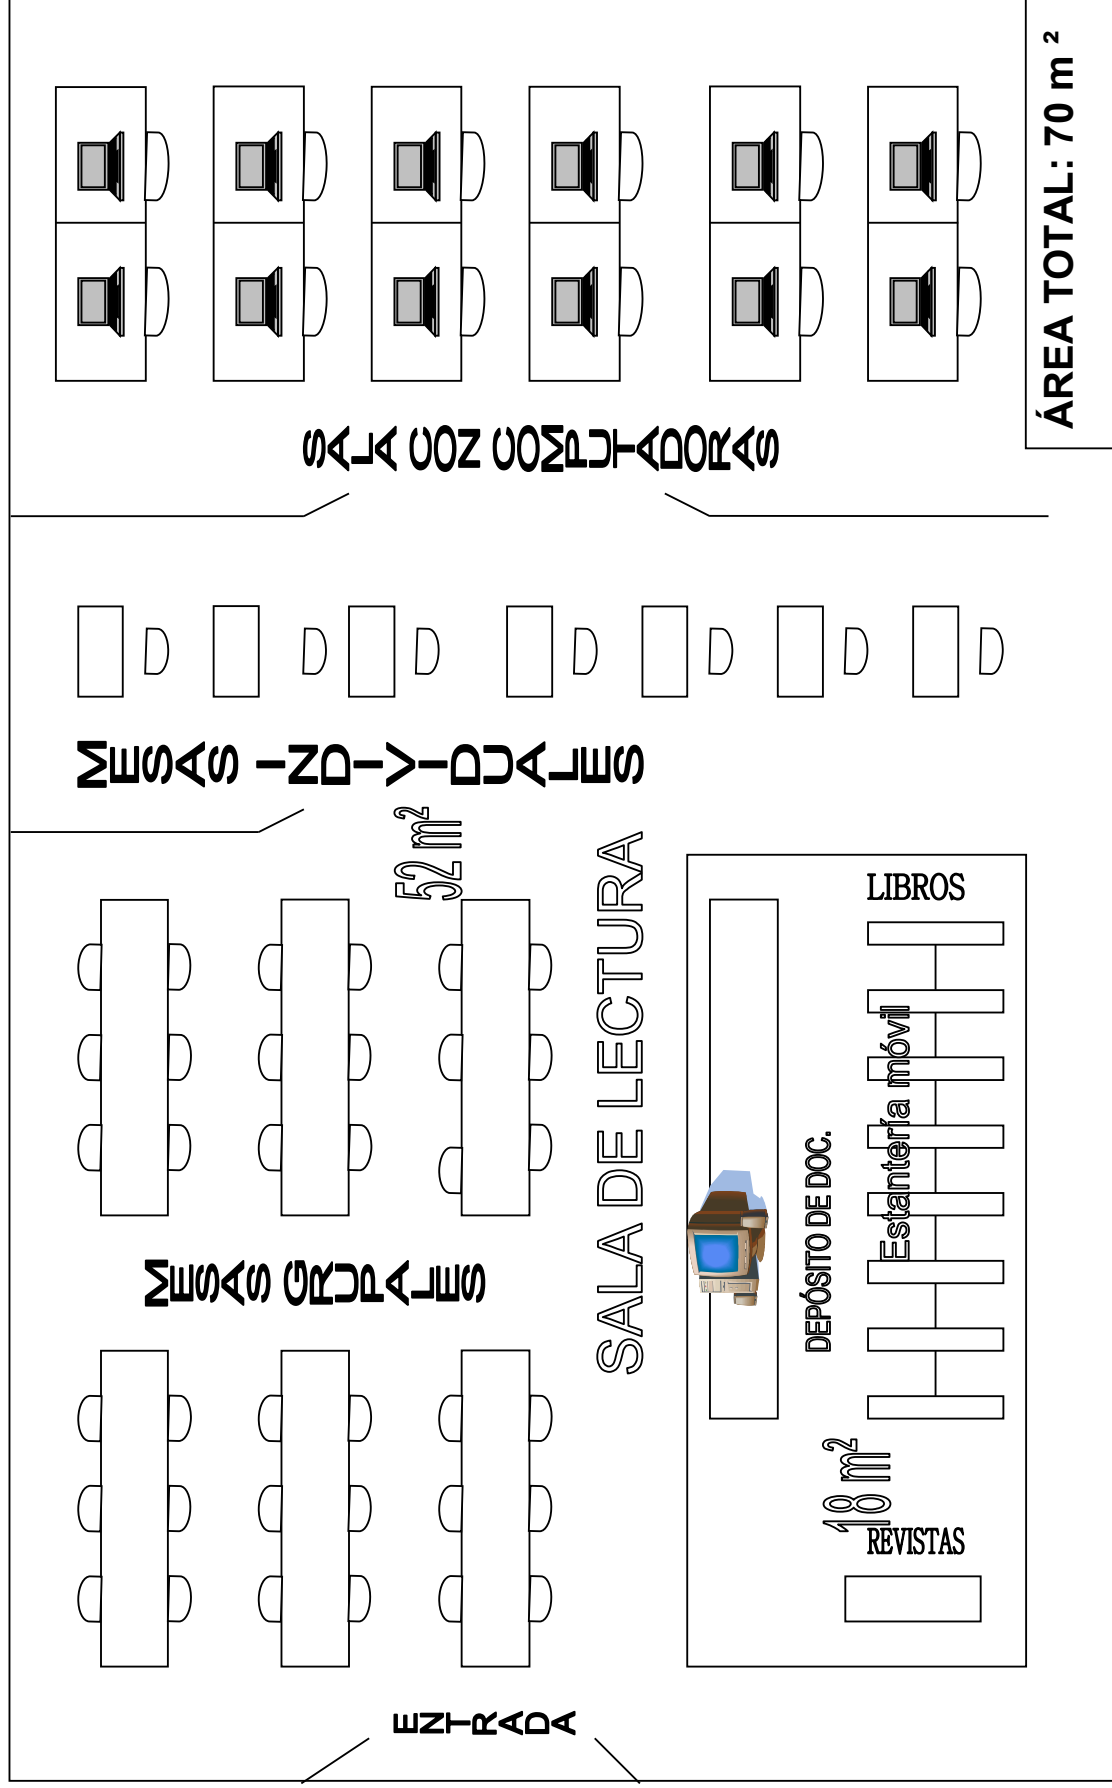 ÁREA TOTAL: 70 m ²
SALA CON COMPUTADORAS
MESAS INDIVIDUALES
52 m²
SALA DE LECTURA
LIBROS
Estantería móvil
DEPÓSITO DE DOC.
MESAS GRUPALES
18 m²
REVISTAS
ENTRADA